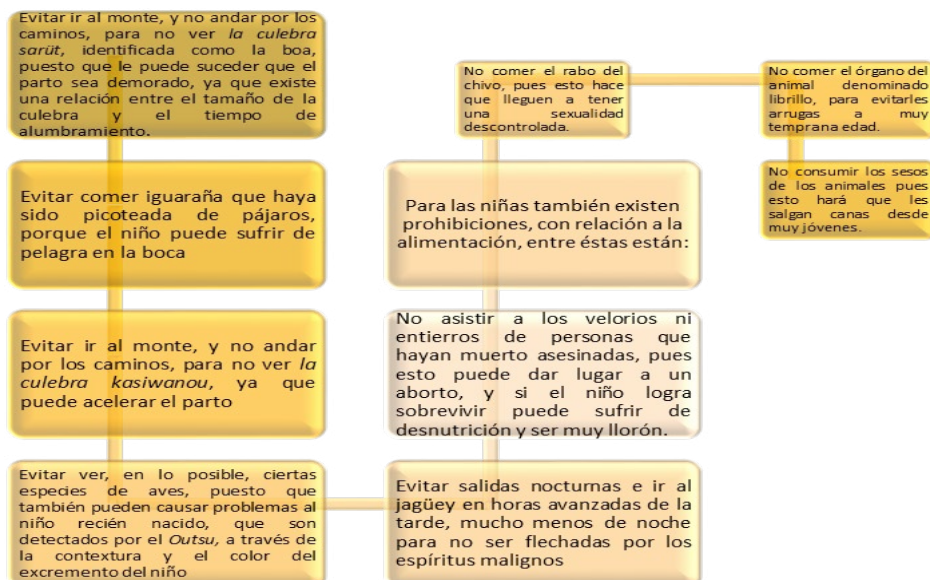 Evitar ir al monte, y no andar por los
caminos, para no ver la culebra
sarüt, identificada como la boa,
puesto que le puede suceder que el
parto sea demorado, ya que existe
una relación entre el tamaño de la
culebra y el tiempo de
alumbramiento.
Evitar comer iguaraña que haya
sido picoteada de pájaros,
porque el niño puede sufrir de
pelagra en la boca
Evitar ir al monte, y no andar
por los caminos, para no ver la
culebra kasiwanou, ya que
puede acelerar el parto
Evitar ver, en lo posible, ciertas
especies de aves, puesto que
también pueden causar problemas al
niño recién nacido, que son
detectados por el Outsu, a través de
la contextura y el color del
excremento del niño
Evitar salidas nocturnas e ir al
jagüey en horas avanzadas de la
tarde, mucho menos de noche
para no ser flechadas por los
espíritus malignos
No asistir a los velorios ni
entierros de personas que
hayan muerto asesinadas, pues
esto puede dar lugar a un
aborto, y si el niño logra
sobrevivir puede sufrir de
desnutrición y ser muy llorón.
Para las niñas también existen
prohibiciones, con relación a la
alimentación, entre éstas están:
No comer el rabo del
chivo, pues esto hace
que lleguen a tener
una sexualidad
descontrolada.
No comer el órgano del
animal denominado
librillo, para evitarles
arrugas a muy
temprana edad.
No consumir los sesos
de los animales pues
esto hará que les
salgan canas desde
muy jóvenes.